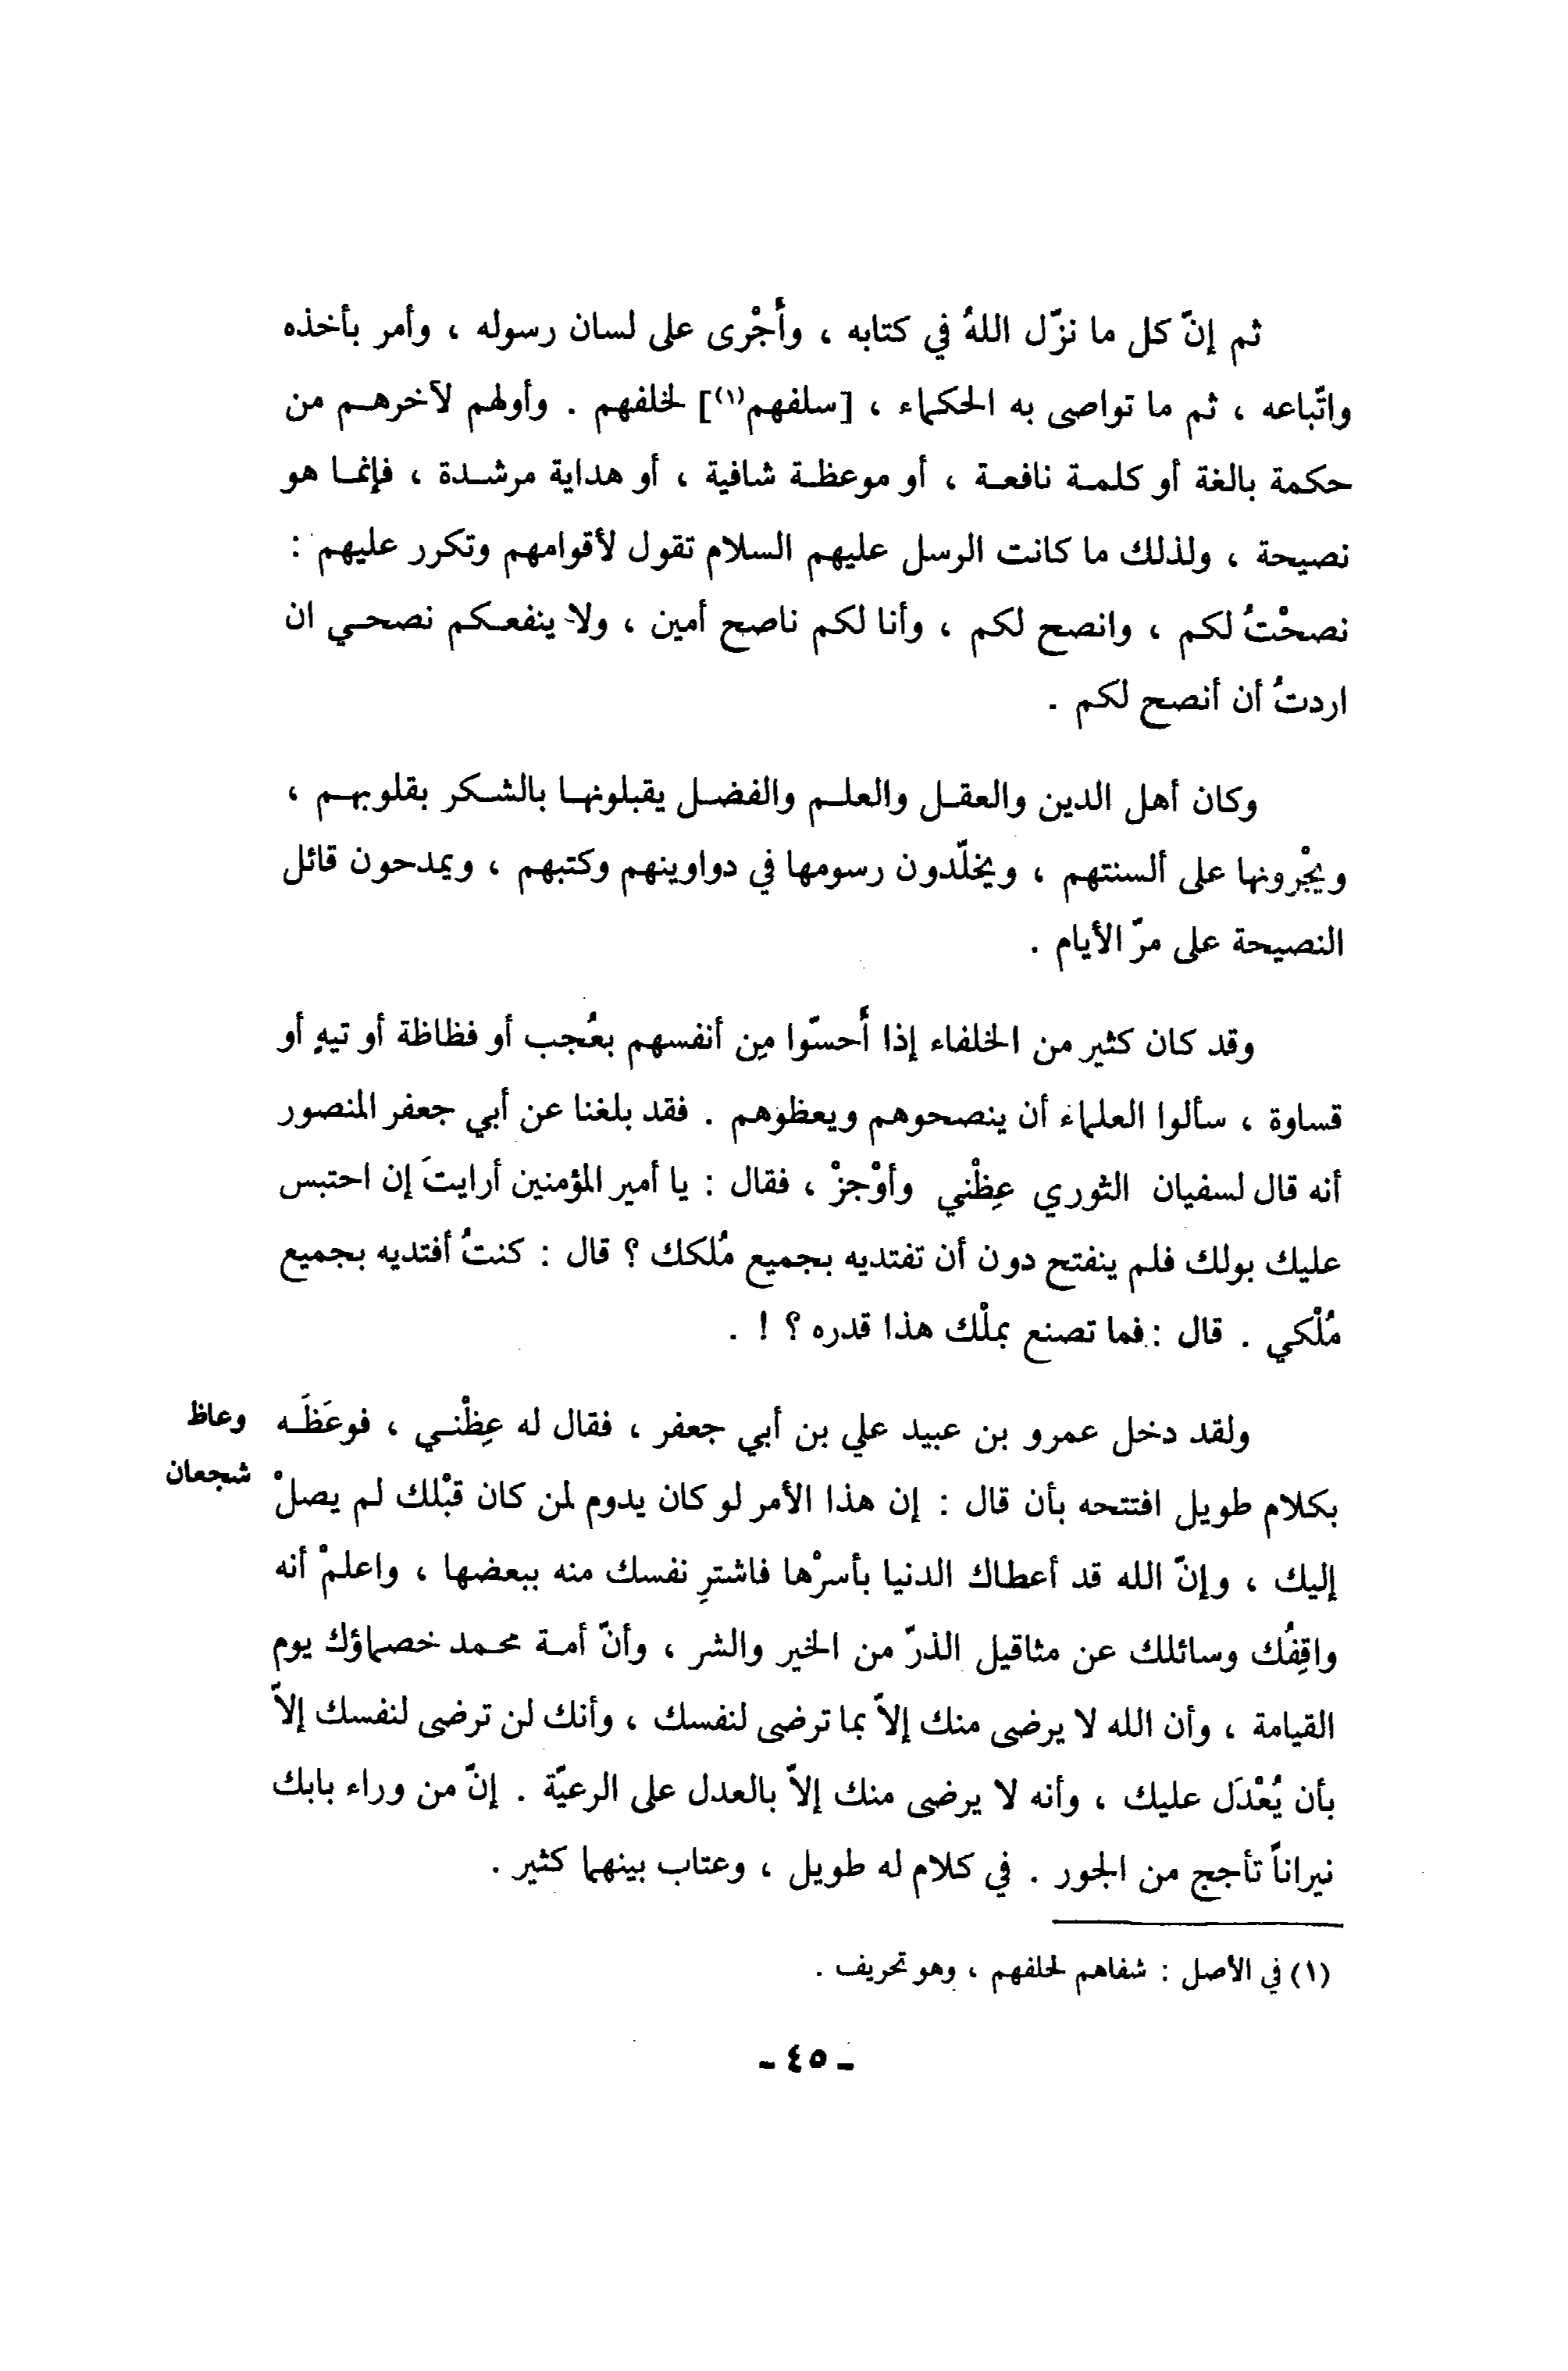 ثم إنّ كل ما نزّل اللهُ في كتابه ، وأَجْرى على لسان رسوله ، وأمر بأخذه
واتّباعه ، ثم ما تواصى به الحكماء ، [سلفهم(١)] لخلفهم . وأولهم لآخرهم من
حكمة بالغة أو كلمة نافعة ، أو موعظة شافية ، أو هداية مرشدة ، فإنما هو
نصيحة ، ولذلك ما كانت الرسل عليهم السلام تقول لأقوامهم وتكرر عليهم :
نصحْتُ لكم ، وانصح لكم ، وأنا لكم ناصح أمين ، ولا ينفعكم نصحي ان
اردتُ أن أنصح لكم .
وكان أهل الدين والعقل والعلم والفضل يقبلونها بالشكر بقلوبهم ،
ويجْرونها على ألسنتهم ، ويخلّدون رسومها في دواوينهم وكتبهم ، ويمدحون قائل
النصيحة على مرّ الأيام .
وقد كان كثير من الخلفاء إذا أَحسّوا مِن أنفسهم بعُجب أو فظاظة أو تيهٍ أو
قساوة ، سألوا العلماء أن ينصحوهم ويعظوهم . فقد بلغنا عن أبي جعفر المنصور
أنه قال لسفيان الثوري عِظْني وأوْجزْ ، فقال : يا أمير المؤمنين أرايتَ إن احتبس
عليك بولك فلم ينفتح دون أن تفتديه بجميع مُلكك ؟ قال : كنتُ أفتديه بجميع
مُلْكي . قال : فما تصنع بملْك هذا قدره ؟ ! .
ولقد دخل عمرو بن عبيد علي بن أبي جعفر ، فقال له عِظْني ، فوعَظَه
وعاظ
شجعان
بكلام طويل افتتحه بأن قال : إن هذا الأمر لو كان يدوم لمن كان قبْلك لم يصلْ
إليك ، وإنّ الله قد أعطاك الدنيا بأسرْها فاشترِ نفسك منه ببعضها ، واعلمْ أنه
واقِفُك وسائلك عن مثاقيل الذرّ من الخير والشر ، وأنّ أمة محمد خصماؤك يوم
القيامة ، وأن الله لا يرضى منك إلاّ بما ترضى لنفسك ، وأنك لن ترضى لنفسك إلاّ
بأن يُعْدَل عليك ، وأنه لا يرضى منك إلاّ بالعدل على الرعيّة . إنّ من وراء بابك
نيراناً تأجج من الجور . في كلام له طويل ، وعتاب بينهما كثير .
(١) في الأصل : شفاهم لخلفهم ، وهو تحريف .
- ٤٥ -